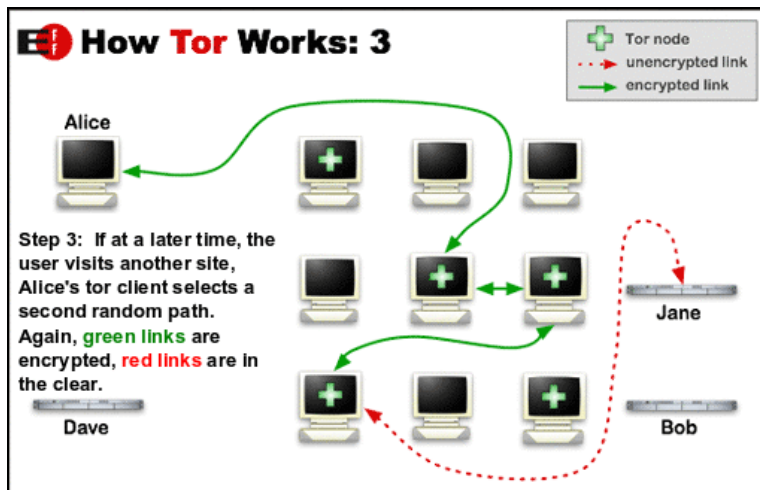 EFF How Tor Works: 3
Tor node
unencrypted link
encrypted link
Alice
Step 3: If at a later time, the
user visits another site,
Alice's tor client selects a
second random path.
Again, green links are
encrypted, red links are in
the clear.
Jane
Dave
Bob